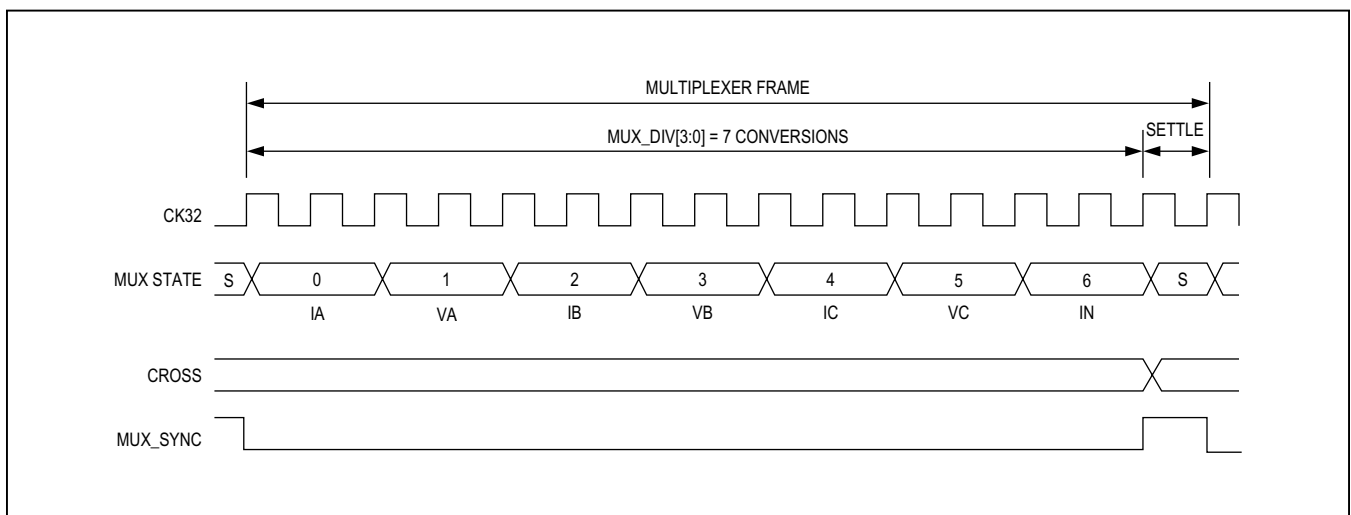 MULTIPLEXER FRAME
MUX_DIV[3:0] = 7 CONVERSIONS
SETTLE
CK32
MUX STATE S 0 1 2 3 4 5 6 S
IA VA IB VB IC VC IN
CROSS
MUX_SYNC